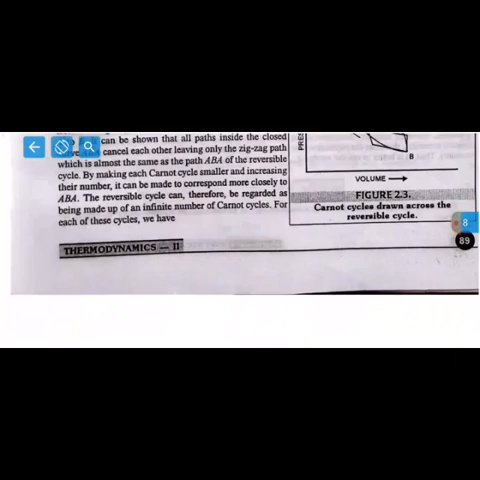 can be shown that all paths inside the closed
cancel each other leaving only the zig-zag path
which is almost the same as the path ABA of the reversible
cycle. By making each Carnot cycle smaller and increasing
their number, it can be made to correspond more closely to
ABA. The reversible cycle can, therefore, be regarded as
being made up of an infinite number of Carnot cycles. For
each of these cycles, we have
THERMODYNAMICS — II
PRES
B
VOLUME →
FIGURE 2.3.
Carnot cycles drawn across the
reversible cycle.
8
89